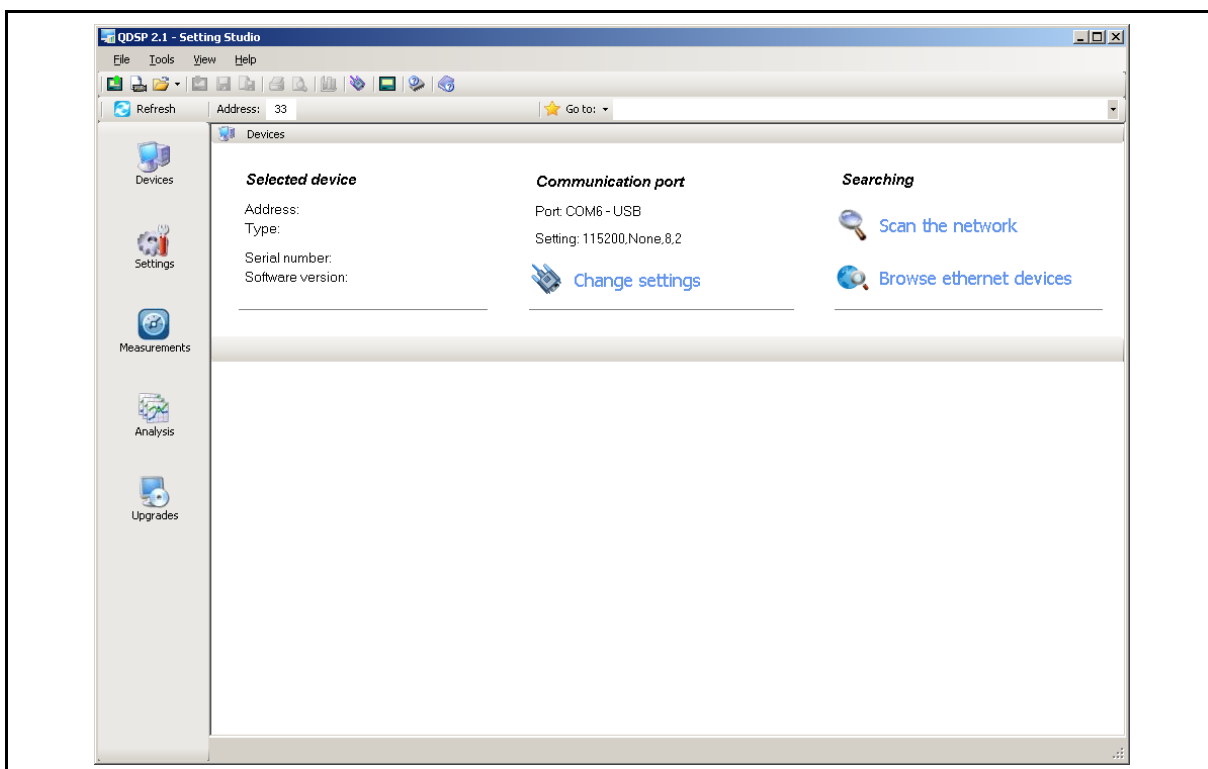 QDSP 2.1 - Setting Studio
File Tools View Help
Refresh Address: 33 Go to:
Devices
Devices
Settings
Measurements
Analysis
Upgrades
Selected device
Address:
Type:
Serial number:
Software version:
Communication port
Port: COM6 - USB
Setting: 115200,None,8,2
Change settings
Searching
Scan the network
Browse ethernet devices